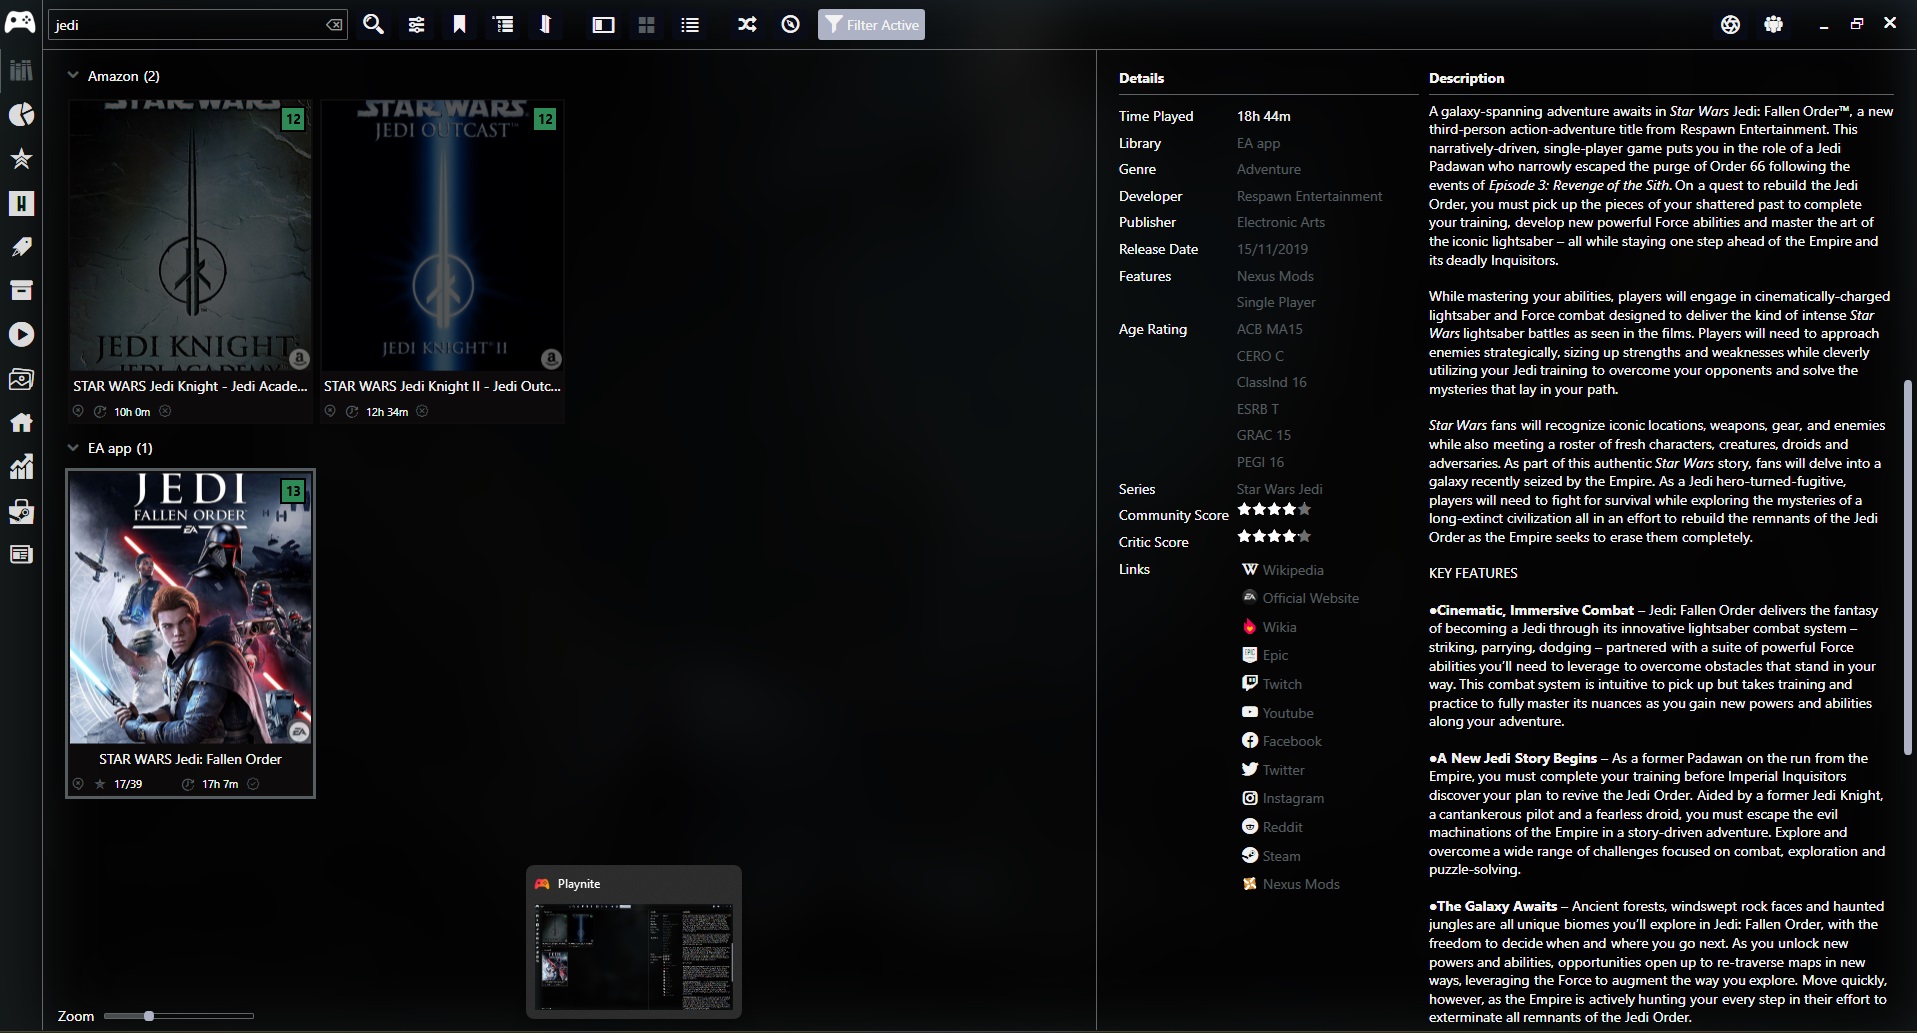 jedi
Filter Active
Amazon (2)
STAR WARS
12
JEDI KNIGHT
JEDI ACADEMY
STAR WARS Jedi Knight - Jedi Acade...
10h 0m
STAR WARS
12
JEDI OUTCAST™
JEDI KNIGHT® II
STAR WARS Jedi Knight II - Jedi Outc...
12h 34m
EA app (1)
JEDI
13
FALLEN ORDER
EA
EA
STAR WARS Jedi: Fallen Order
17/39
17h 7m
Playnite
Zoom
Details
Time Played 18h 44m
Library EA app
Genre Adventure
Developer Respawn Entertainment
Publisher Electronic Arts
Release Date 15/11/2019
Features Nexus Mods
Single Player
Age Rating ACB MA15
CERO C
ClassInd 16
ESRB T
GRAC 15
PEGI 16
Series Star Wars Jedi
Community Score
Critic Score
Links Wikipedia
Official Website
Wikia
Epic
Twitch
Youtube
Facebook
Twitter
Instagram
Reddit
Steam
Nexus Mods
Description
A galaxy-spanning adventure awaits in Star Wars Jedi: Fallen Order™, a new
third-person action-adventure title from Respawn Entertainment. This
narratively-driven, single-player game puts you in the role of a Jedi
Padawan who narrowly escaped the purge of Order 66 following the
events of Episode 3: Revenge of the Sith. On a quest to rebuild the Jedi
Order, you must pick up the pieces of your shattered past to complete
your training, develop new powerful Force abilities and master the art of
the iconic lightsaber – all while staying one step ahead of the Empire and
its deadly Inquisitors.
While mastering your abilities, players will engage in cinematically-charged
lightsaber and Force combat designed to deliver the kind of intense Star
Wars lightsaber battles as seen in the films. Players will need to approach
enemies strategically, sizing up strengths and weaknesses while cleverly
utilizing your Jedi training to overcome your opponents and solve the
mysteries that lay in your path.
Star Wars fans will recognize iconic locations, weapons, gear, and enemies
while also meeting a roster of fresh characters, creatures, droids and
adversaries. As part of this authentic Star Wars story, fans will delve into a
galaxy recently seized by the Empire. As a Jedi hero-turned-fugitive,
players will need to fight for survival while exploring the mysteries of a
long-extinct civilization all in an effort to rebuild the remnants of the Jedi
Order as the Empire seeks to erase them completely.
KEY FEATURES
●Cinematic, Immersive Combat – Jedi: Fallen Order delivers the fantasy
of becoming a Jedi through its innovative lightsaber combat system –
striking, parrying, dodging – partnered with a suite of powerful Force
abilities you'll need to leverage to overcome obstacles that stand in your
way. This combat system is intuitive to pick up but takes training and
practice to fully master its nuances as you gain new powers and abilities
along your adventure.
●A New Jedi Story Begins – As a former Padawan on the run from the
Empire, you must complete your training before Imperial Inquisitors
discover your plan to revive the Jedi Order. Aided by a former Jedi Knight,
a cantankerous pilot and a fearless droid, you must escape the evil
machinations of the Empire in a story-driven adventure. Explore and
overcome a wide range of challenges focused on combat, exploration and
puzzle-solving.
●The Galaxy Awaits – Ancient forests, windswept rock faces and haunted
jungles are all unique biomes you'll explore in Jedi: Fallen Order, with the
freedom to decide when and where you go next. As you unlock new
powers and abilities, opportunities open up to re-traverse maps in new
ways, leveraging the Force to augment the way you explore. Move quickly,
however, as the Empire is actively hunting your every step in their effort to
exterminate all remnants of the Jedi Order.